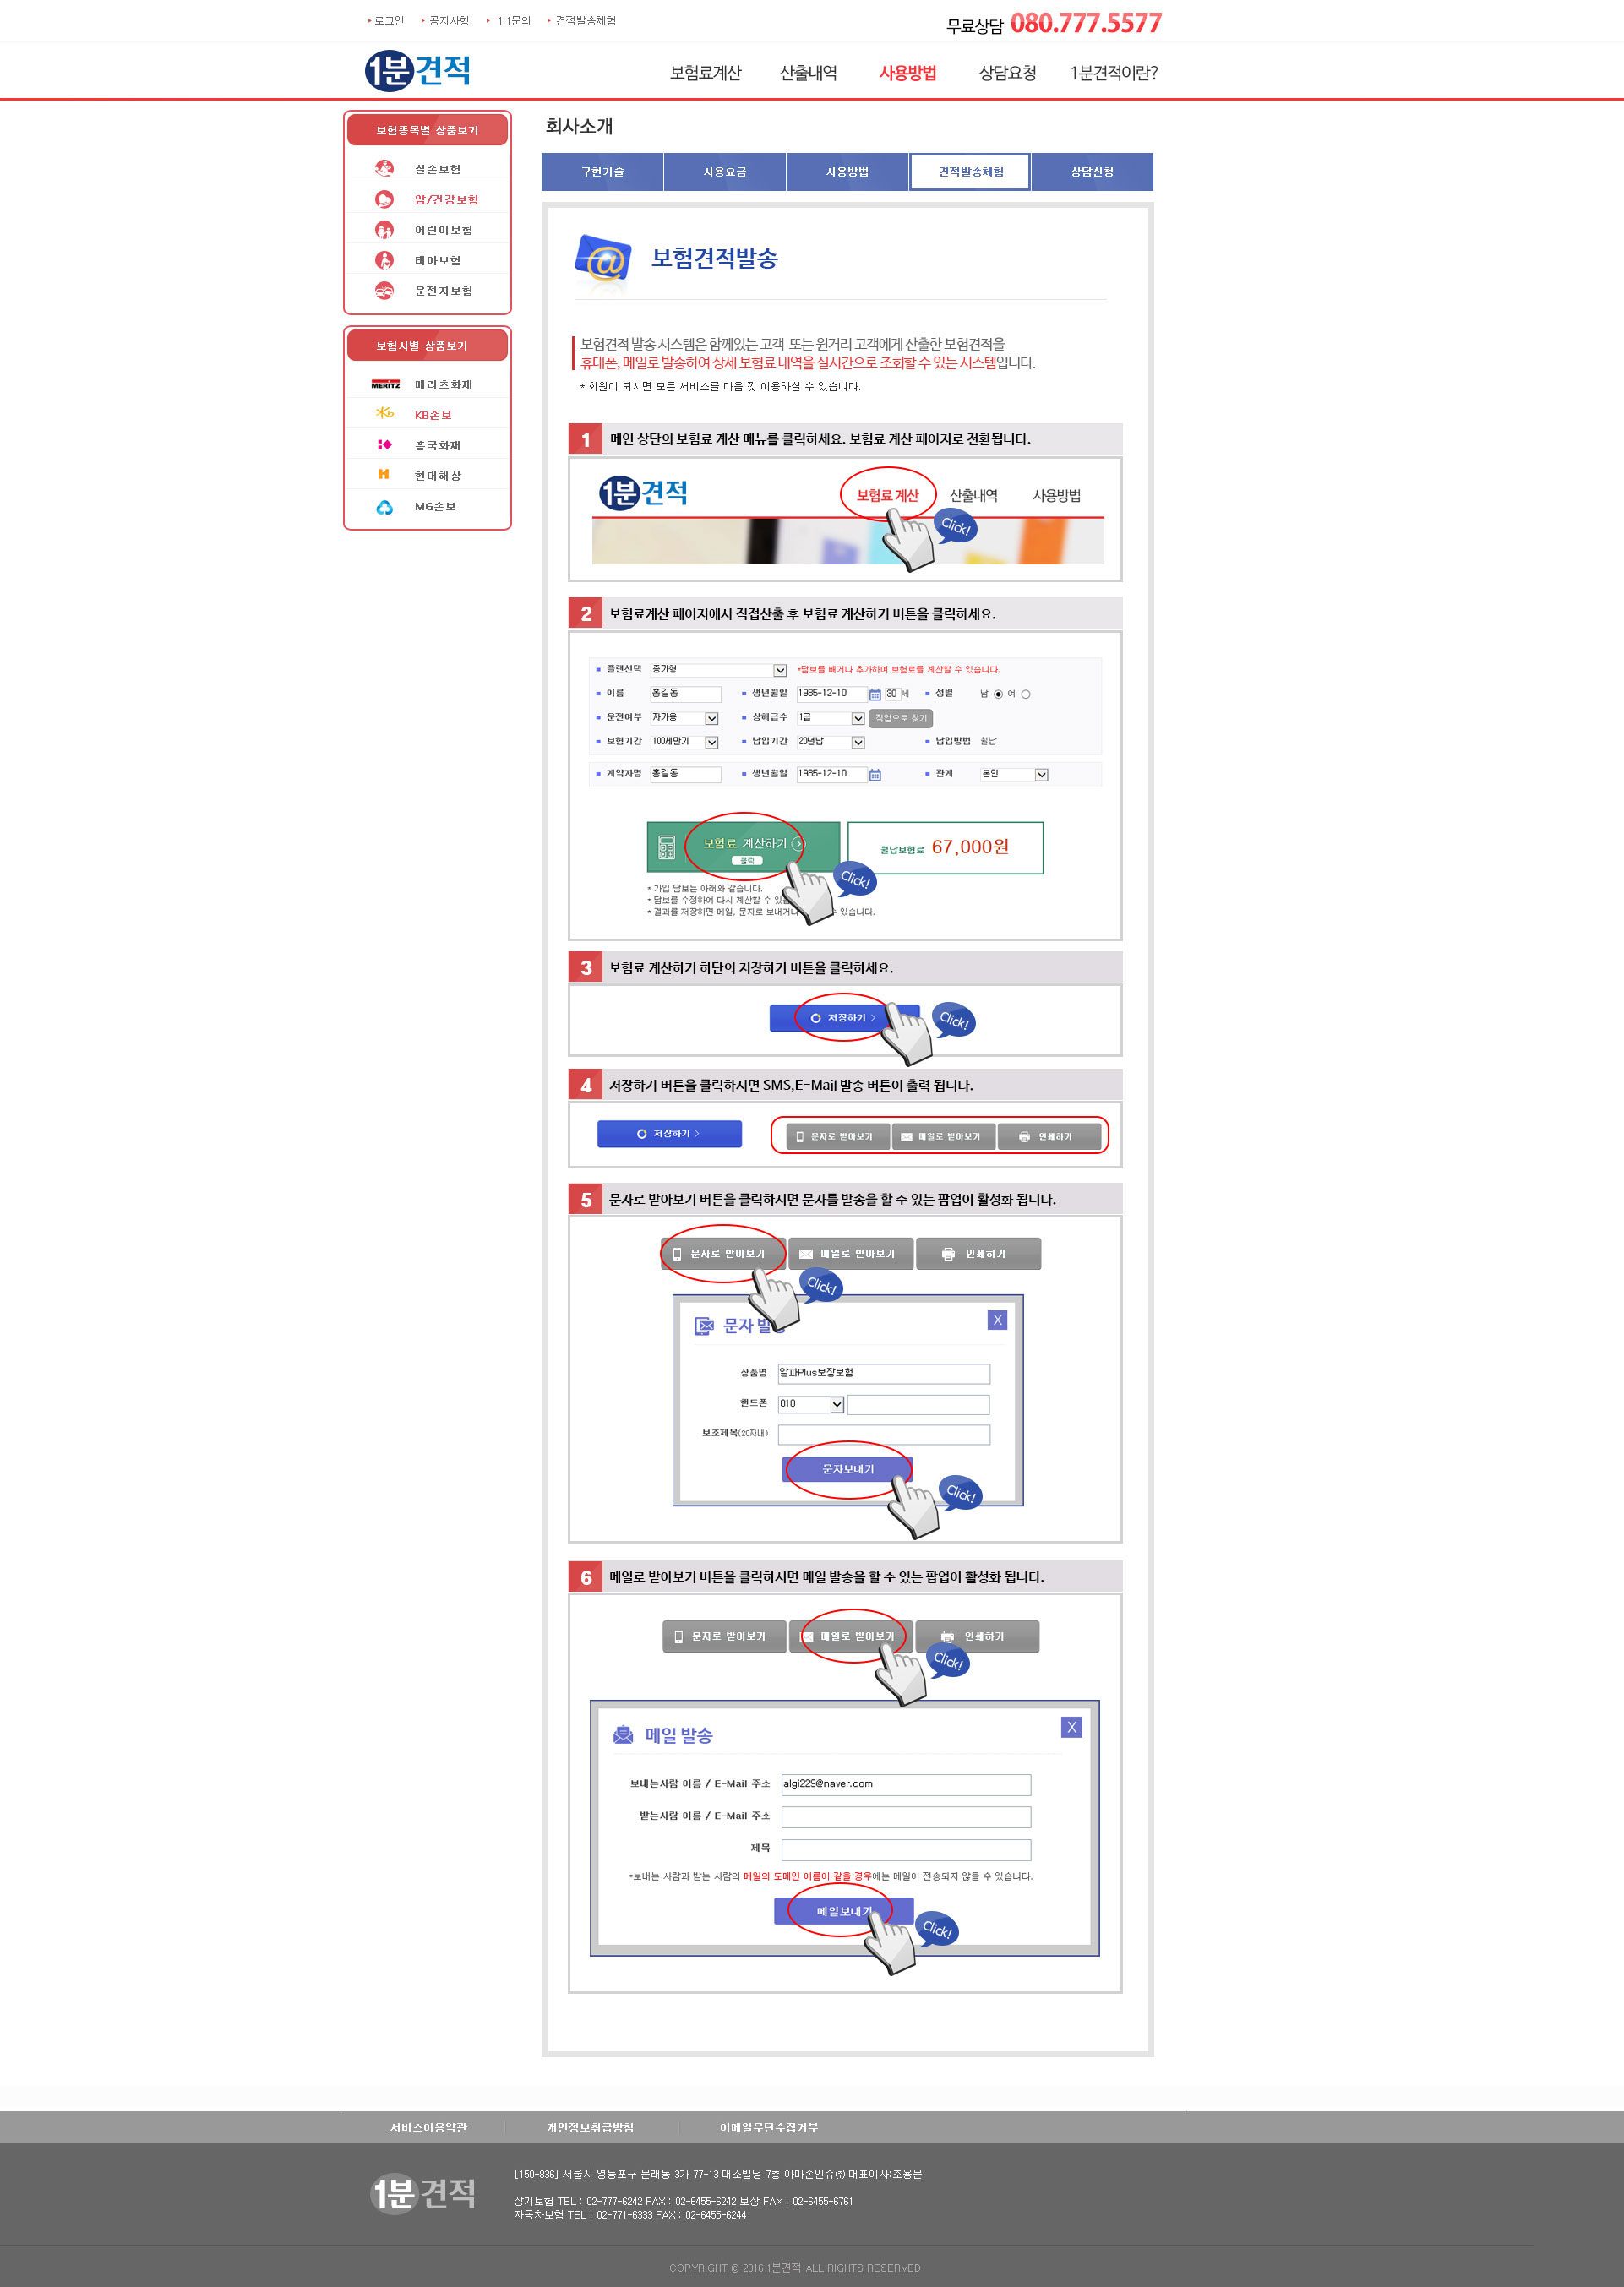 로그인 공지사항 1:1문의 견적발송체험
무료상담 080.777.5577
1분견적
보험료계산 산출내역 사용방법 상담요청 1분견적이란?
보험종목별 상품보기
실손보험
암/건강보험
어린이보험
테마보험
운전자보험
보험사별 상품보기
MERITZ 메리츠화재
KB손보
흥국화재
현대해상
MG손보
회사소개
구현기술 사용요금 사용방법 견적발송체험 상담신청
보험견적발송
보험견적 발송 시스템은 함께있는 고객 또는 원거리 고객에게 산출한 보험견적을
휴대폰, 메일로 발송하여 상세 보험료 내역을 실시간으로 조회할 수 있는 시스템입니다.
* 회원이 되시면 모든 서비스를 마음 껏 이용하실 수 있습니다.
1 메인 상단의 보험료 계산 메뉴를 클릭하세요. 보험료 계산 페이지로 전환됩니다.
1분견적 보험료 계산 산출내역 사용방법
Click!
2 보험료계산 페이지에서 직접산출 후 보험료 계산하기 버튼을 클릭하세요.
플랜선택 중가형 *담보를 빼거나 추가하여 보험료를 계산할 수 있습니다.
이름 홍길동 생년월일 1985-12-10 30 세 성별 남 여
운전여부 자가용 상해급수 1급 직업으로 찾기
보험기간 100세만기 납입기간 20년납 납입방법 월납
계약자명 홍길동 생년월일 1985-12-10 관계 본인
보험료 계산하기
클릭
월납보험료 67,000원
Click!
* 가입 담보는 아래와 같습니다.
* 담보를 수정하여 다시 계산할 수 있습
* 결과를 저장하면 메일, 문자로 보내거나 수 있습니다.
3 보험료 계산하기 하단의 저장하기 버튼을 클릭하세요.
저장하기
Click!
4 저장하기 버튼을 클릭하시면 SMS,E-Mail 발송 버튼이 출력 됩니다.
저장하기 문자로 받아보기 메일로 받아보기 인쇄하기
5 문자로 받아보기 버튼을 클릭하시면 문자를 발송을 할 수 있는 팝업이 활성화 됩니다.
문자로 받아보기 메일로 받아보기 인쇄하기
Click!
문자 발송 X
상품명 알파Plus보장보험
핸드폰 010
보조제목(20자내)
문자보내기
Click!
6 메일로 받아보기 버튼을 클릭하시면 메일 발송을 할 수 있는 팝업이 활성화 됩니다.
문자로 받아보기 메일로 받아보기 인쇄하기
Click!
메일 발송 X
보내는사람 이름 / E-Mail 주소 algi229@naver.com
받는사람 이름 / E-Mail 주소
제목
*보내는 사람과 받는 사람의 메일의 도메인 이름이 같을 경우에는 메일이 전송되지 않을 수 있습니다.
메일보내기
Click!
서비스이용약관 개인정보취급방침 이메일무단수집거부
1분견적
[150-836] 서울시 영등포구 문래동 3가 77-13 대소빌딩 7층 아마존인슈㈜ 대표이사:조용문
장기보험 TEL : 02-777-6242 FAX : 02-6455-6242 보상 FAX : 02-6455-6761
자동차보험 TEL : 02-771-6333 FAX : 02-6455-6244
COPYRIGHT @ 2016 1분견적 ALL RIGHTS RESERVED